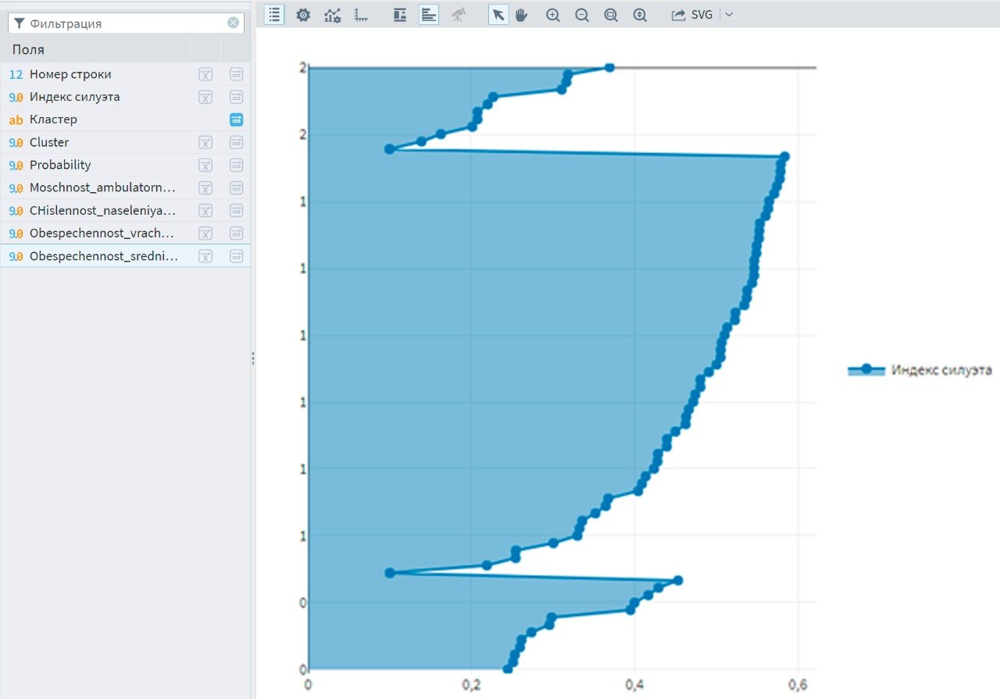 Фильтрация
Поля
12 Номер строки
9.0 Индекс силуэта
ab Кластер
9.0 Cluster
9.0 Probability
9.0 Moschnost_ambulatorn...
9.0 CHislennost_naseleniya...
9.0 Obespechennost_vrach...
9.0 Obespechennost_sredni...
SVG
2
2
1
1
1
1
1
1
0
0
0 0,2 0,4 0,6
Индекс силуэта